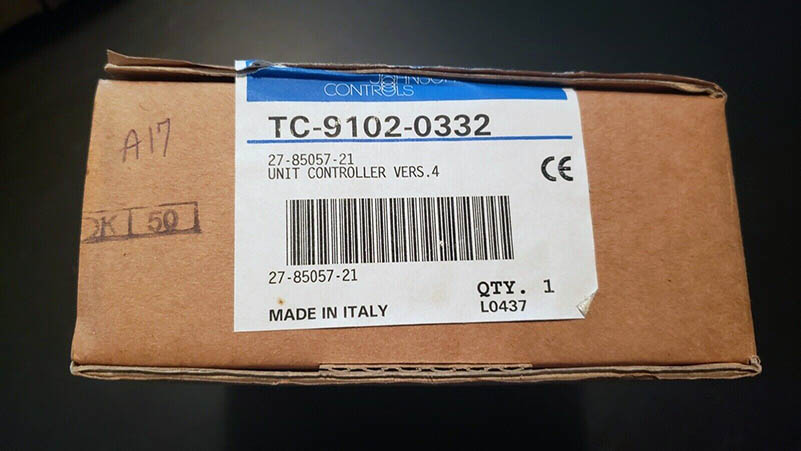 JOHNSON
CONTROLS
TC-9102-0332
27-85057-21
UNIT CONTROLLER VERS.4
CE
27-85057-21
QTY. 1
L0437
MADE IN ITALY
A17
OK 50